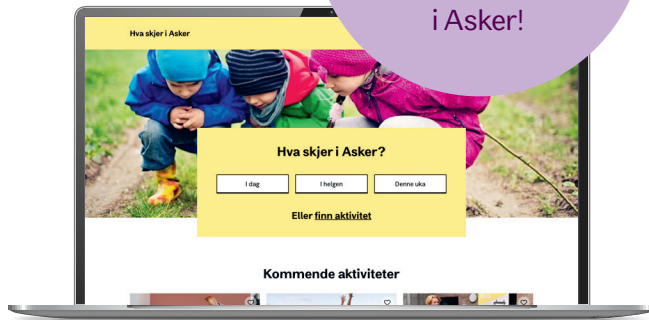 i Asker!
Hva skjer i Asker
Hva skjer i Asker?
I dag
I helgen
Denne uka
Eller finn aktivitet
Kommende aktiviteter